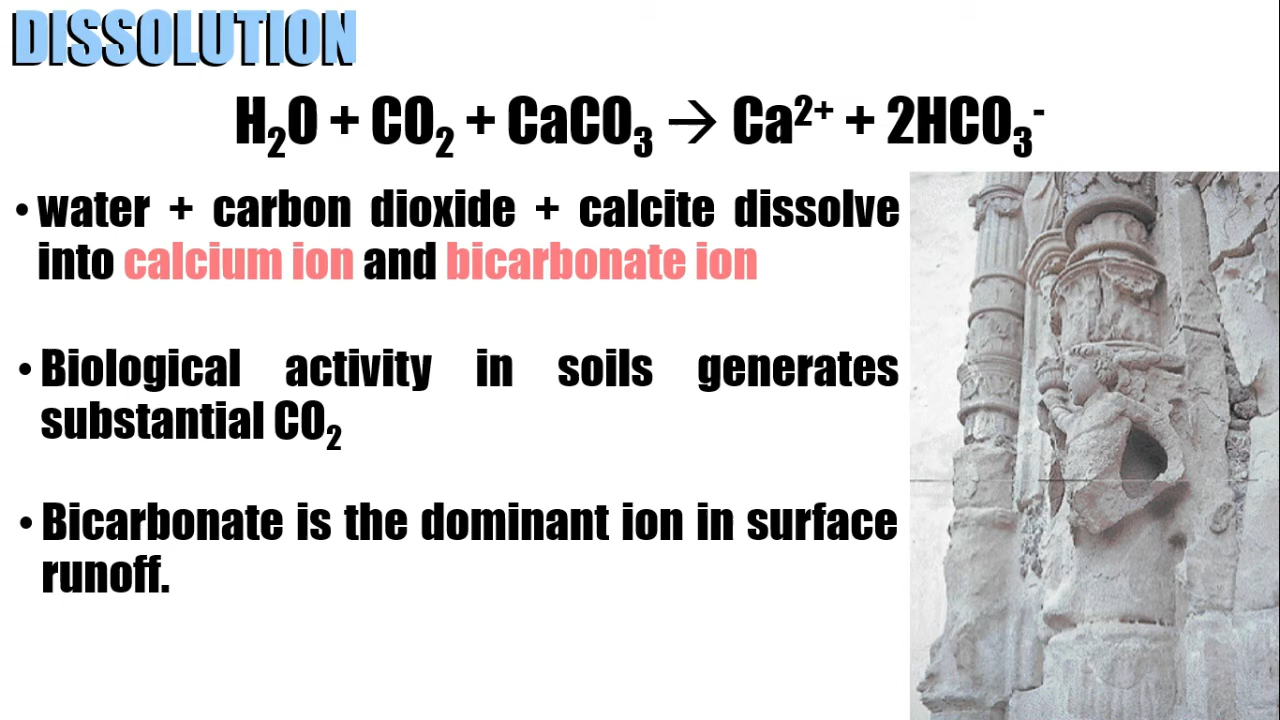 DISSOLUTION
H₂O + CO₂ + CaCO₃ → Ca²⁺ + 2HCO₃⁻
• water + carbon dioxide + calcite dissolve
into calcium ion and bicarbonate ion
• Biological activity in soils generates
substantial CO₂
• Bicarbonate is the dominant ion in surface
runoff.